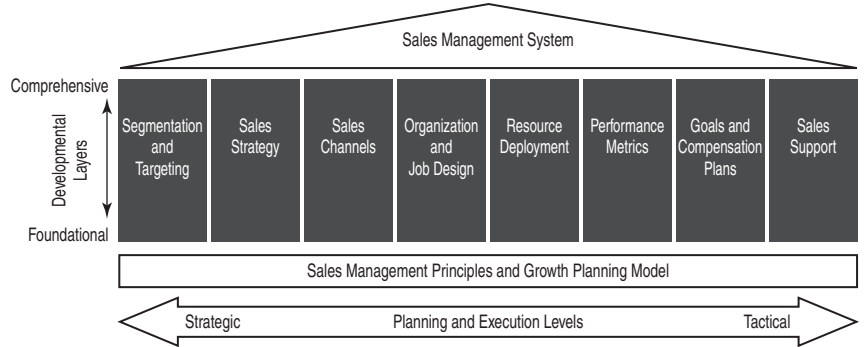 Sales Management System
Comprehensive
Developmental
Layers
Foundational
Segmentation
and
Targeting
Sales
Strategy
Sales
Channels
Organization
and
Job Design
Resource
Deployment
Performance
Metrics
Goals and
Compensation
Plans
Sales
Support
Sales Management Principles and Growth Planning Model
Strategic Planning and Execution Levels Tactical